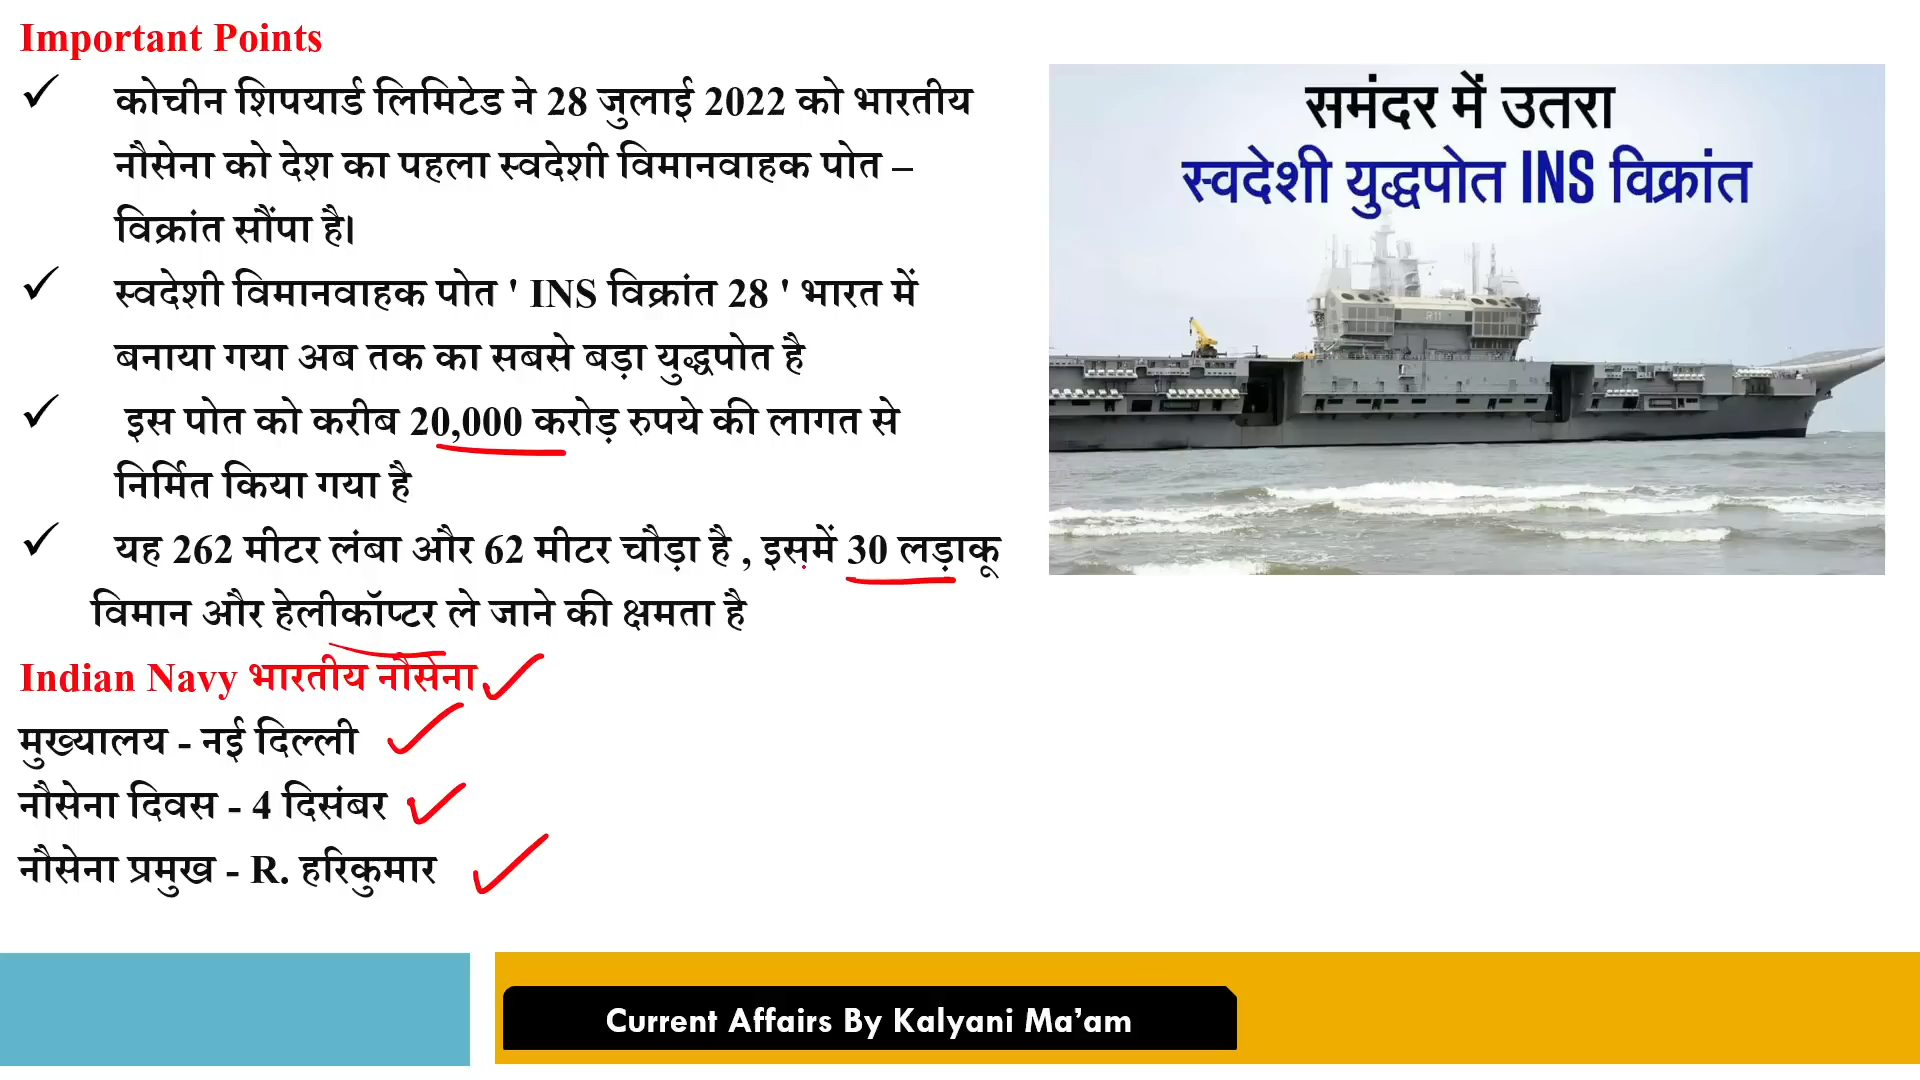 Important Points
✓ कोचीन शिपयार्ड लिमिटेड ने 28 जुलाई 2022 को भारतीय
नौसेना को देश का पहला स्वदेशी विमानवाहक पोत –
विक्रांत सौंपा है।
✓ स्वदेशी विमानवाहक पोत ' INS विक्रांत 28 ' भारत में
बनाया गया अब तक का सबसे बड़ा युद्धपोत है
✓ इस पोत को करीब 20,000 करोड़ रुपये की लागत से
निर्मित किया गया है
✓ यह 262 मीटर लंबा और 62 मीटर चौड़ा है , इसमें 30 लड़ाकू
विमान और हेलीकॉप्टर ले जाने की क्षमता है
Indian Navy भारतीय नौसेना
मुख्यालय - नई दिल्ली
नौसेना दिवस - 4 दिसंबर
नौसेना प्रमुख - R. हरिकुमार
समंदर में उतरा
स्वदेशी युद्धपोत INS विक्रांत
R11
Current Affairs By Kalyani Ma’am